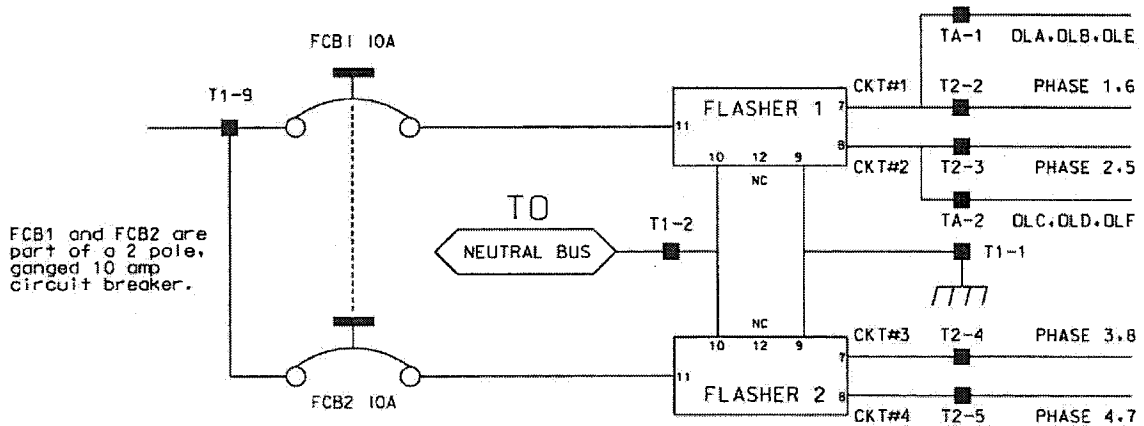 FCB1 10A
T1-9
TA-1 OLA,OLB,OLE
CKT#1 T2-2 PHASE 1,6
FLASHER 1
7
11
8
10 12 9
NC
CKT#2 T2-3 PHASE 2,5
TA-2 OLC,OLD,OLF
TO
NEUTRAL BUS
T1-2
T1-1
FCB1 and FCB2 are
part of a 2 pole,
ganged 10 amp
circuit breaker.
NC
10 12 9
CKT#3 T2-4 PHASE 3,8
7
11
FLASHER 2
8
FCB2 10A
CKT#4 T2-5 PHASE 4,7